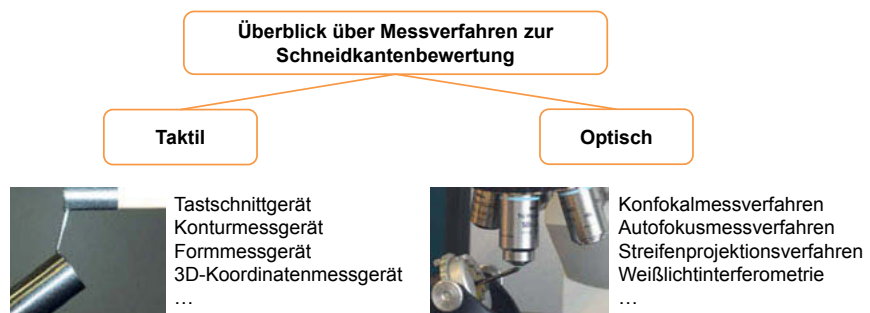 Überblick über Messverfahren zur
Schneidkantenbewertung
Taktil
Optisch
Tastschnittgerät
Konturmessgerät
Formmessgerät
3D-Koordinatenmessgerät
…
Konfokalmessverfahren
Autofokusmessverfahren
Streifenprojektionsverfahren
Weißlichtinterferometrie
…